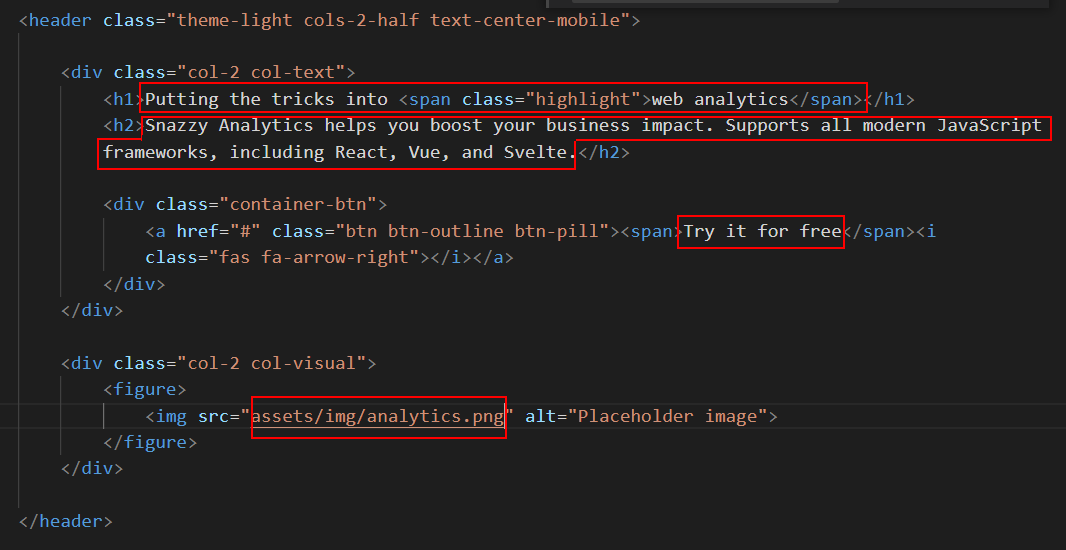 <header class="theme-light cols-2-half text-center-mobile">
<div class="col-2 col-text">
<h1>Putting the tricks into <span class="highlight">web analytics</span></h1>
<h2>Snazzy Analytics helps you boost your business impact. Supports all modern JavaScript
frameworks, including React, Vue, and Svelte.</h2>
<div class="container-btn">
<a href="#" class="btn btn-outline btn-pill"><span>Try it for free</span><i
class="fas fa-arrow-right"></i></a>
</div>
</div>
<div class="col-2 col-visual">
<figure>
<img src="assets/img/analytics.png" alt="Placeholder image">
</figure>
</div>
</header>